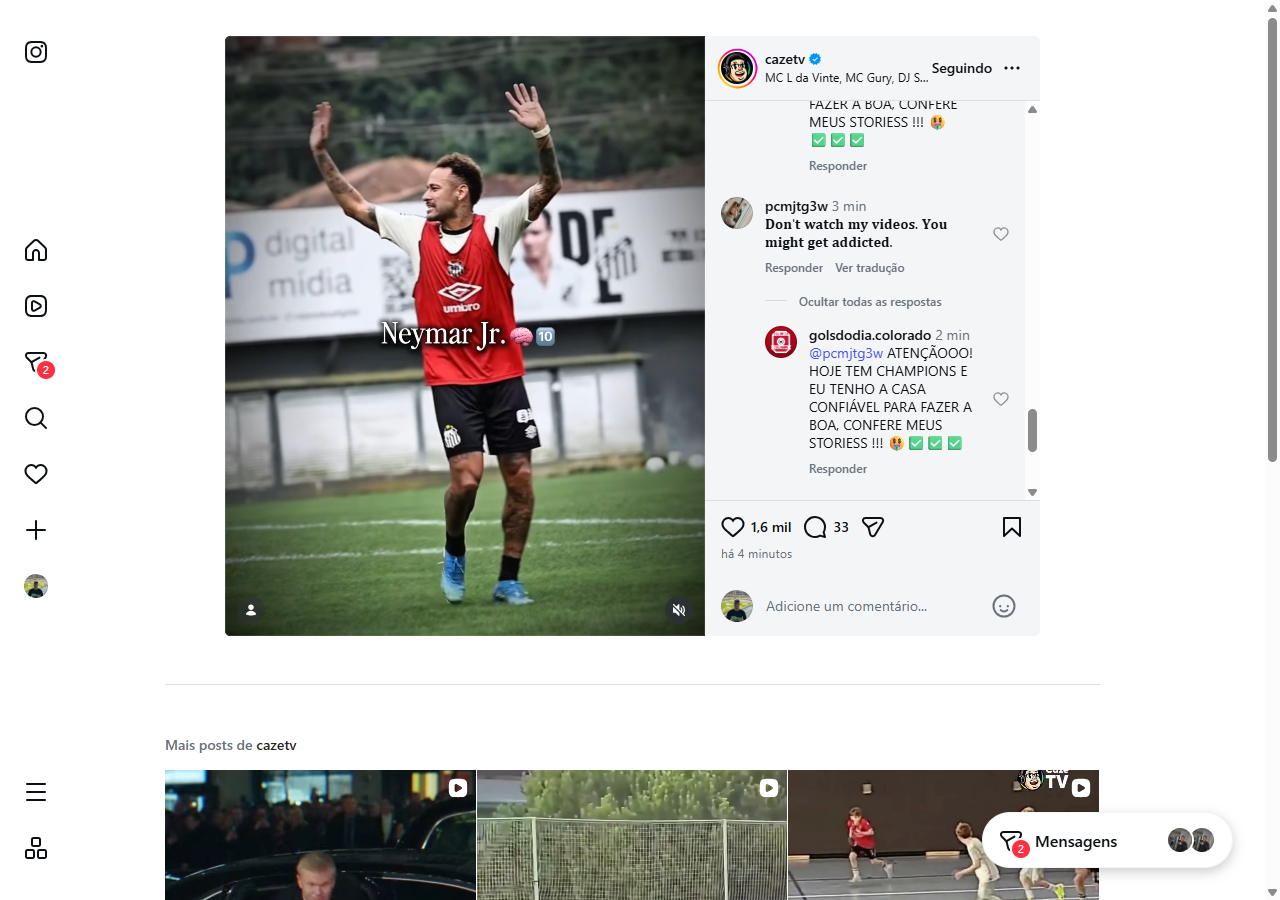 cazetv
MC L da Vinte, MC Gury, DJ S...
Seguindo
FAZER A BOA, CONFERE
MEUS STORIESS !!! 🤑
✅ ✅ ✅
Responder
pcmjtg3w 3 min
Don't watch my videos. You
might get addicted.
Responder Ver tradução
Ocultar todas as respostas
golsdodia.colorado 2 min
@pcmjtg3w ATENÇÃOOO!
HOJE TEM CHAMPIONS E
EU TENHO A CASA
CONFIÁVEL PARA FAZER A
BOA, CONFERE MEUS
STORIESS !!! 🤑 ✅ ✅ ✅
Responder
1,6 mil 33
há 4 minutos
Adicione um comentário...
digital
mídia
umbro
Neymar Jr. 🧠🔟
2
Mais posts de cazetv
TV
2
Mensagens